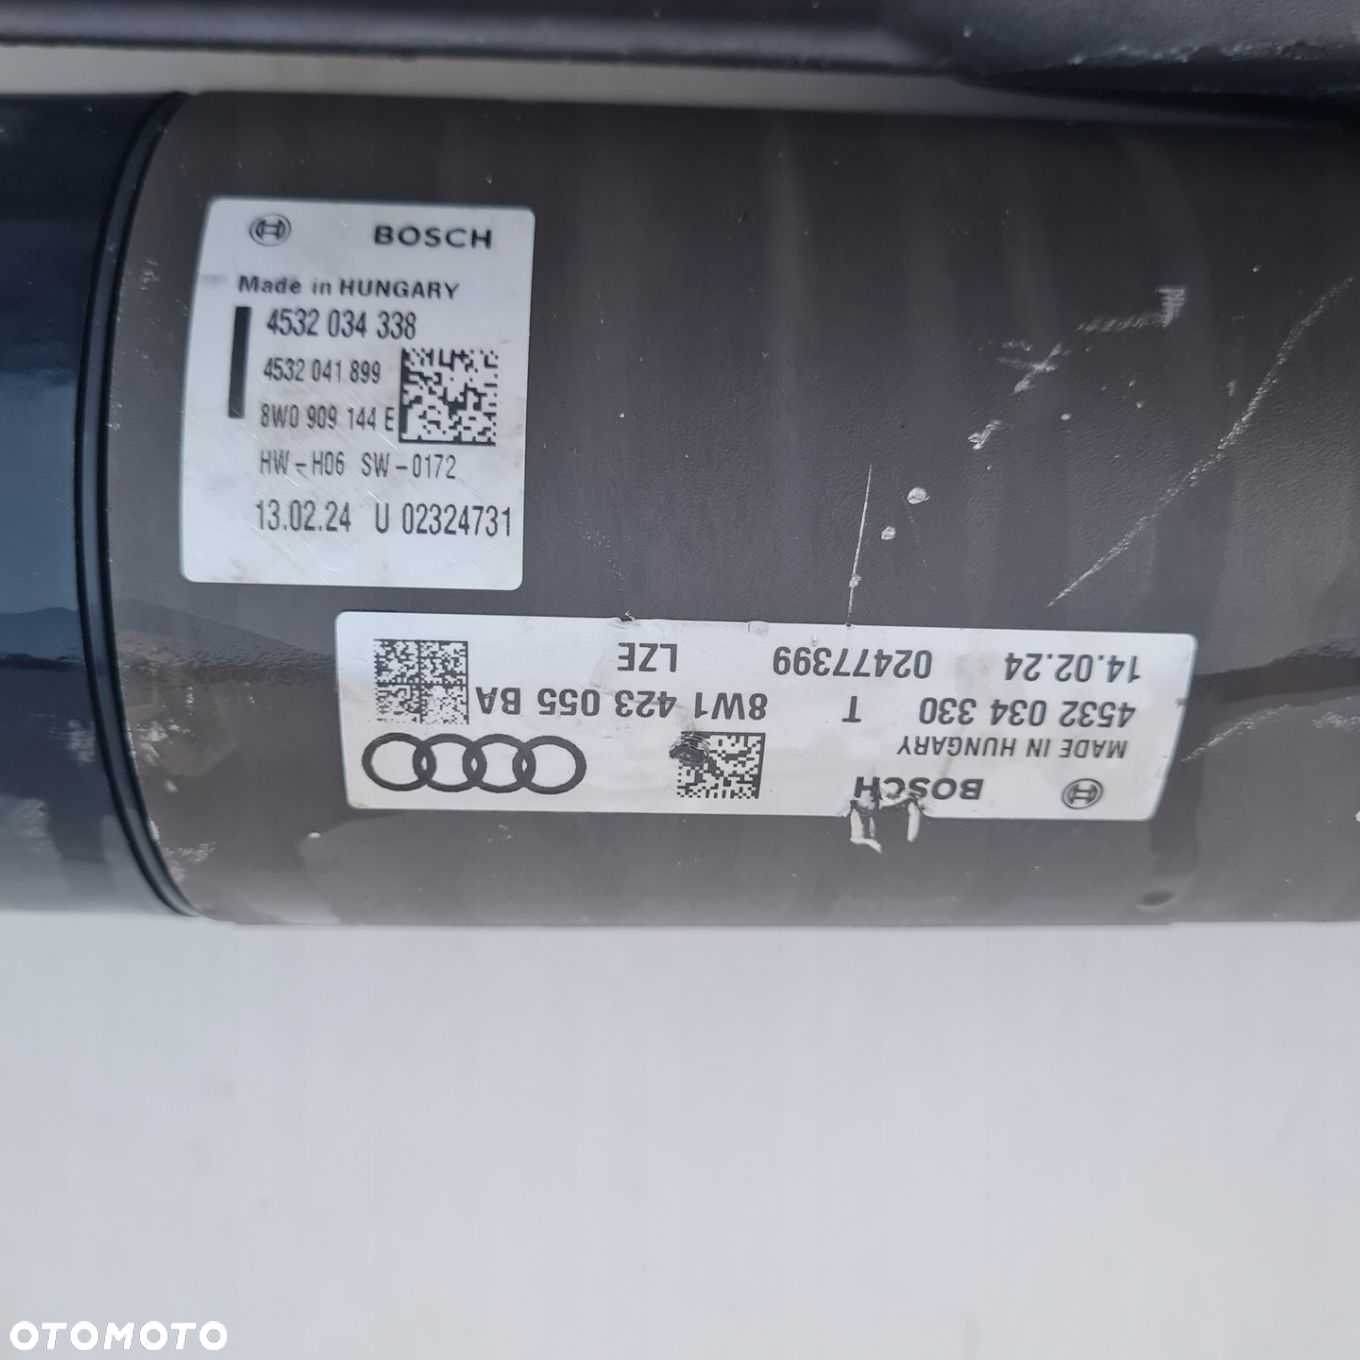 BOSCH
Made in HUNGARY
4532 034 338
4532 041 899
8W0 909 144 E
HW-H06 SW-0172
13.02.24 U 02324731
BOSCH
MADE IN HUNGARY
4532 034 330 T 8W1 423 055 BA
14.02.24 02477399 LZE
OTOMOTO